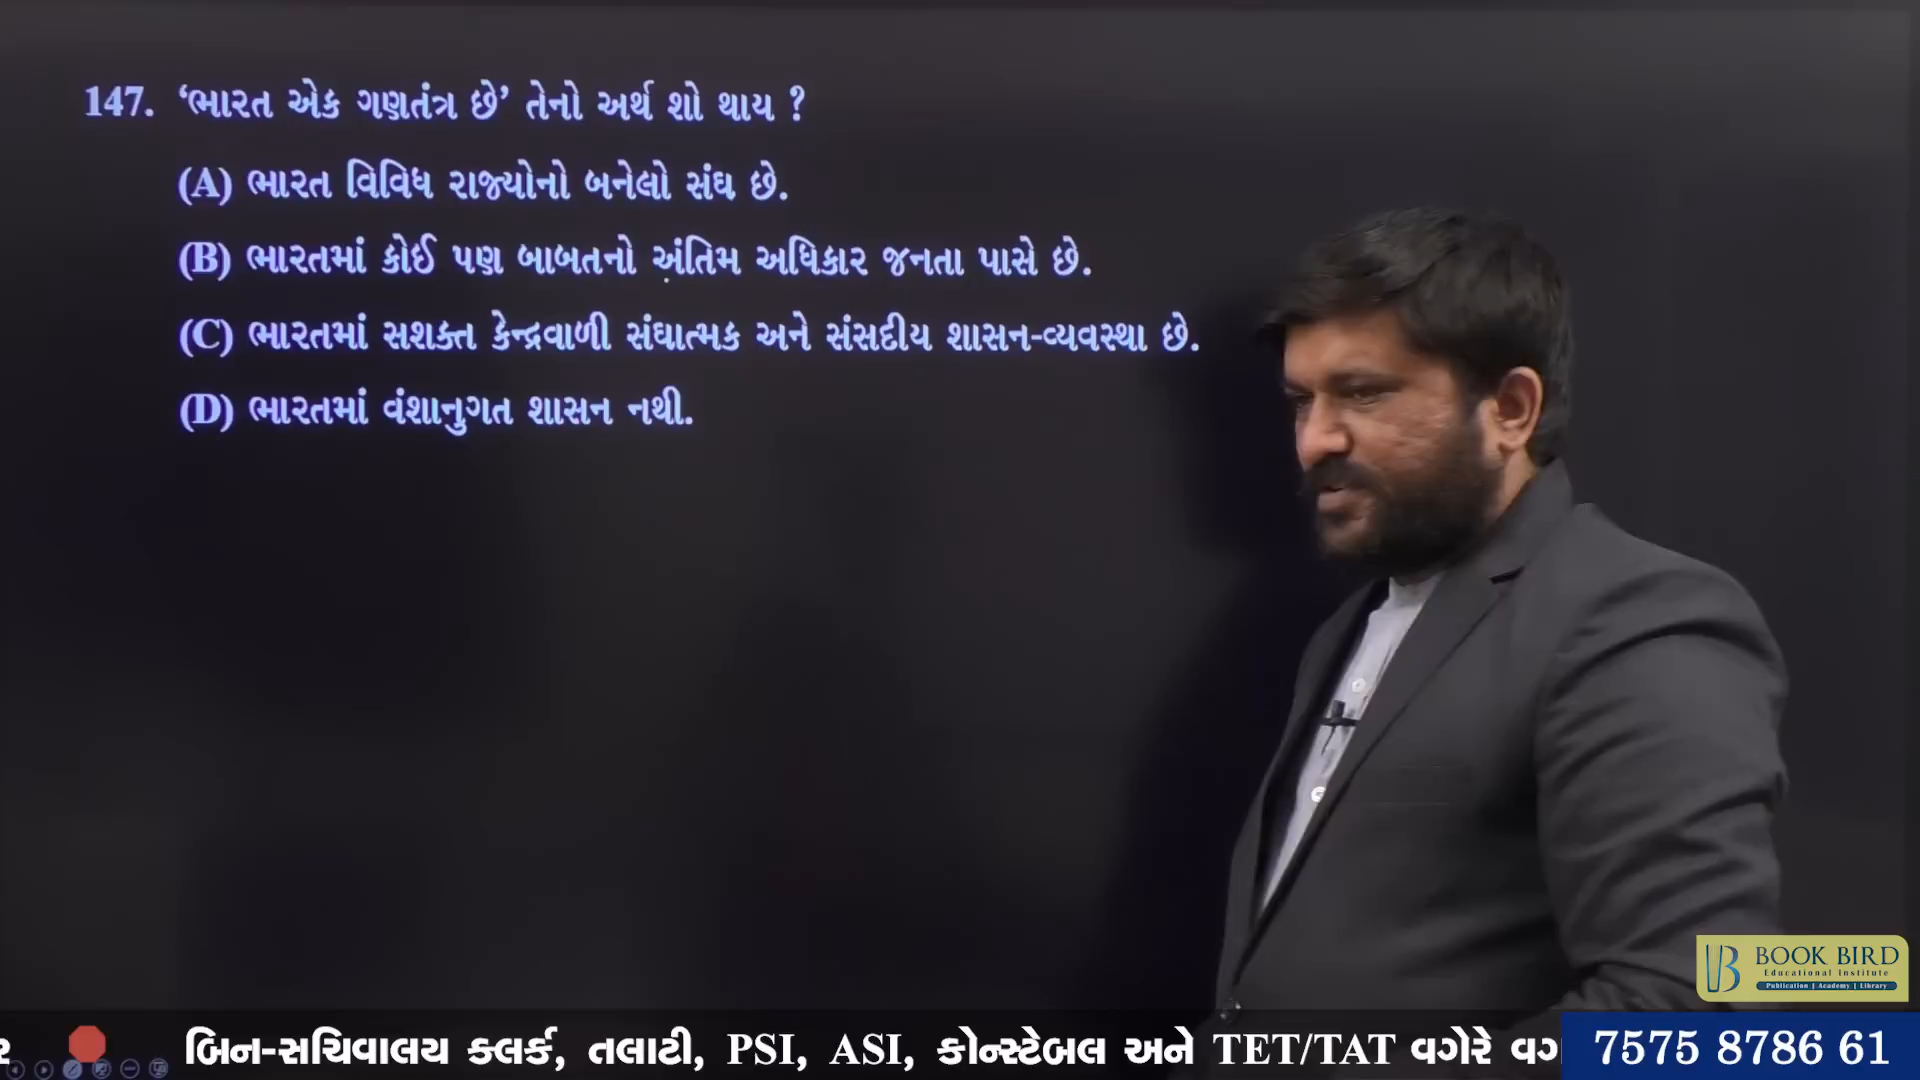 147. ‘ભારત એક ગણતંત્ર છે’ તેનો અર્થ શો થાય ?
(A) ભારત વિવિધ રાજ્યોનો બનેલો સંઘ છે.
(B) ભારતમાં કોઈ પણ બાબતનો અંતિમ અધિકાર જનતા પાસે છે.
(C) ભારતમાં સશક્ત કેન્દ્રવાળી સંઘાત્મક અને સંસદીય શાસન-વ્યવસ્થા છે.
(D) ભારતમાં વંશાનુગત શાસન નથી.
BOOK BIRD
Educational Institute
Publication | Academy | Library
બિન-સચિવાલય ક્લર્ક, તલાટી, PSI, ASI, કોન્સ્ટેબલ અને TET/TAT વગેરે
7575 8786 61